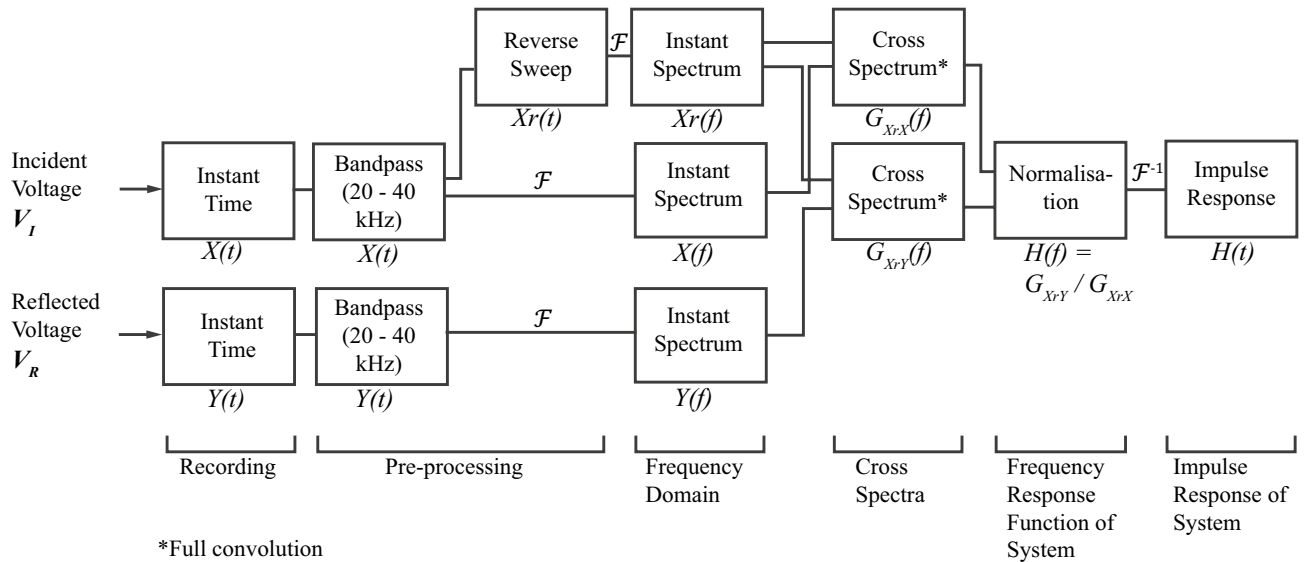 Reverse
Sweep
Xr(t)
ℱ
Instant
Spectrum
Xr(f)
Cross
Spectrum*
G_XrX(f)
Incident
Voltage
V_I
Instant
Time
X(t)
Bandpass
(20 - 40
kHz)
X(t)
ℱ
Instant
Spectrum
X(f)
Cross
Spectrum*
G_XrY(f)
Normalisa-
tion
H(f) =
G_XrY / G_XrX
ℱ⁻¹
Impulse
Response
H(t)
Reflected
Voltage
V_R
Instant
Time
Y(t)
Bandpass
(20 - 40
kHz)
Y(t)
ℱ
Instant
Spectrum
Y(f)
Recording
Pre-processing
Frequency
Domain
Cross
Spectra
Frequency
Response
Function of
System
Impulse
Response of
System
*Full convolution